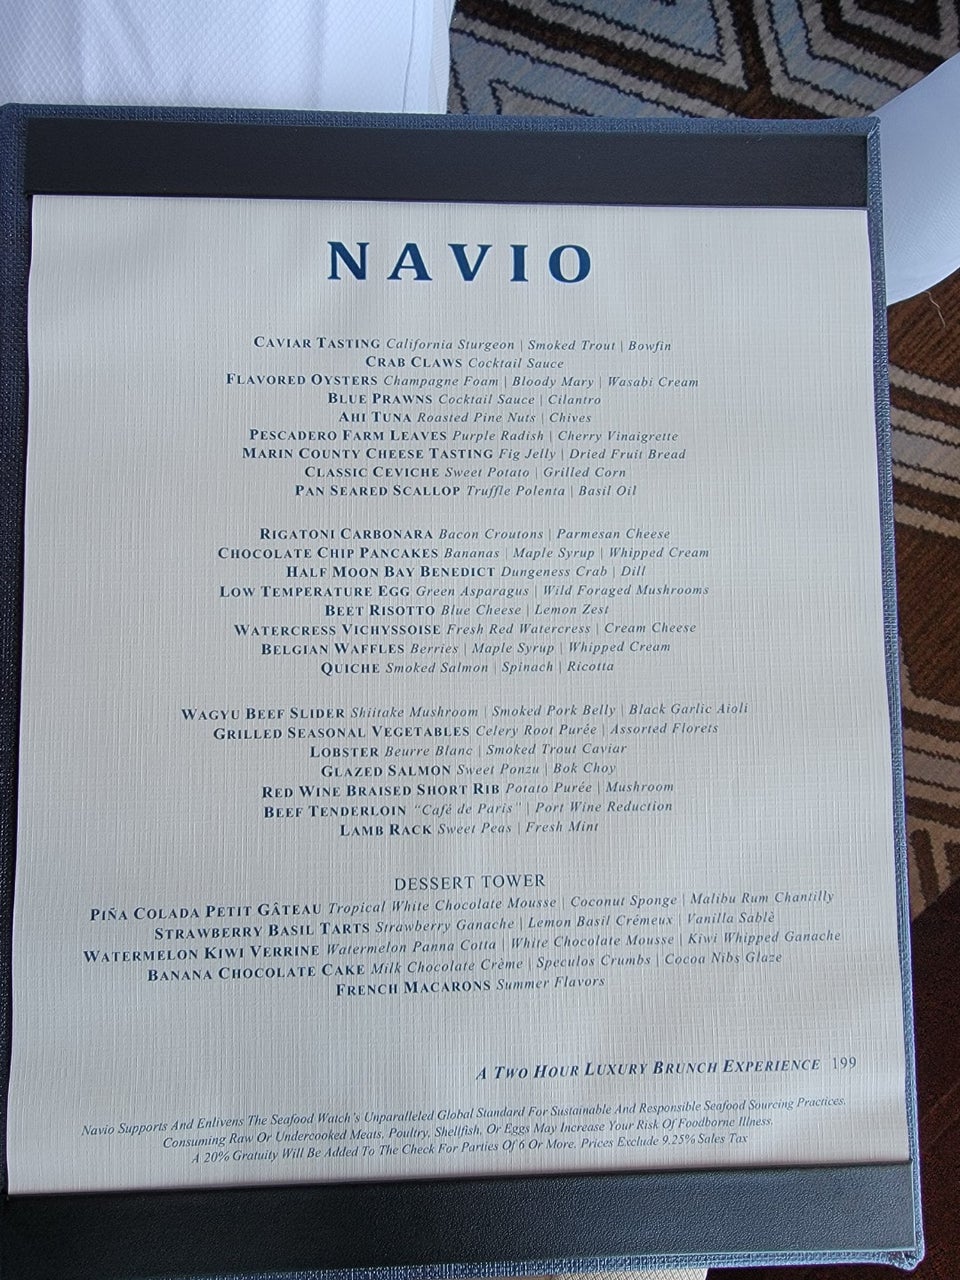 NAVIO
CAVIAR TASTING California Sturgeon | Smoked Trout | Bowfin
CRAB CLAWS Cocktail Sauce
FLAVORED OYSTERS Champagne Foam | Bloody Mary | Wasabi Cream
BLUE PRAWNS Cocktail Sauce | Cilantro
AHI TUNA Roasted Pine Nuts | Chives
PESCADERO FARM LEAVES Purple Radish | Cherry Vinaigrette
MARIN COUNTY CHEESE TASTING Fig Jelly | Dried Fruit Bread
CLASSIC CEVICHE Sweet Potato | Grilled Corn
PAN SEARED SCALLOP Truffle Polenta | Basil Oil
RIGATONI CARBONARA Bacon Croutons | Parmesan Cheese
CHOCOLATE CHIP PANCAKES Bananas | Maple Syrup | Whipped Cream
HALF MOON BAY BENEDICT Dungeness Crab | Dill
LOW TEMPERATURE EGG Green Asparagus | Wild Foraged Mushrooms
BEET RISOTTO Blue Cheese | Lemon Zest
WATERCRESS VICHYSSOISE Fresh Red Watercress | Cream Cheese
BELGIAN WAFFLES Berries | Maple Syrup | Whipped Cream
QUICHE Smoked Salmon | Spinach | Ricotta
WAGYU BEEF SLIDER Shiitake Mushroom | Smoked Pork Belly | Black Garlic Aioli
GRILLED SEASONAL VEGETABLES Celery Root Purée | Assorted Florets
LOBSTER Beurre Blanc | Smoked Trout Caviar
GLAZED SALMON Sweet Ponzu | Bok Choy
RED WINE BRAISED SHORT RIB Potato Purée | Mushroom
BEEF TENDERLOIN "Café de Paris" | Port Wine Reduction
LAMB RACK Sweet Peas | Fresh Mint
DESSERT TOWER
PIÑA COLADA PETIT GÂTEAU Tropical White Chocolate Mousse | Coconut Sponge | Malibu Rum Chantilly
STRAWBERRY BASIL TARTS Strawberry Ganache | Lemon Basil Crémeux | Vanilla Sablè
WATERMELON KIWI VERRINE Watermelon Panna Cotta | White Chocolate Mousse | Kiwi Whipped Ganache
BANANA CHOCOLATE CAKE Milk Chocolate Crème | Speculos Crumbs | Cocoa Nibs Glaze
FRENCH MACARONS Summer Flavors
A TWO HOUR LUXURY BRUNCH EXPERIENCE 199
Navio Supports And Enlivens The Seafood Watch's Unparalleled Global Standard For Sustainable And Responsible Seafood Sourcing Practices.
Consuming Raw Or Undercooked Meats, Poultry, Shellfish, Or Eggs May Increase Your Risk Of Foodborne Illness.
A 20% Gratuity Will Be Added To The Check For Parties Of 6 Or More. Prices Exclude 9.25% Sales Tax